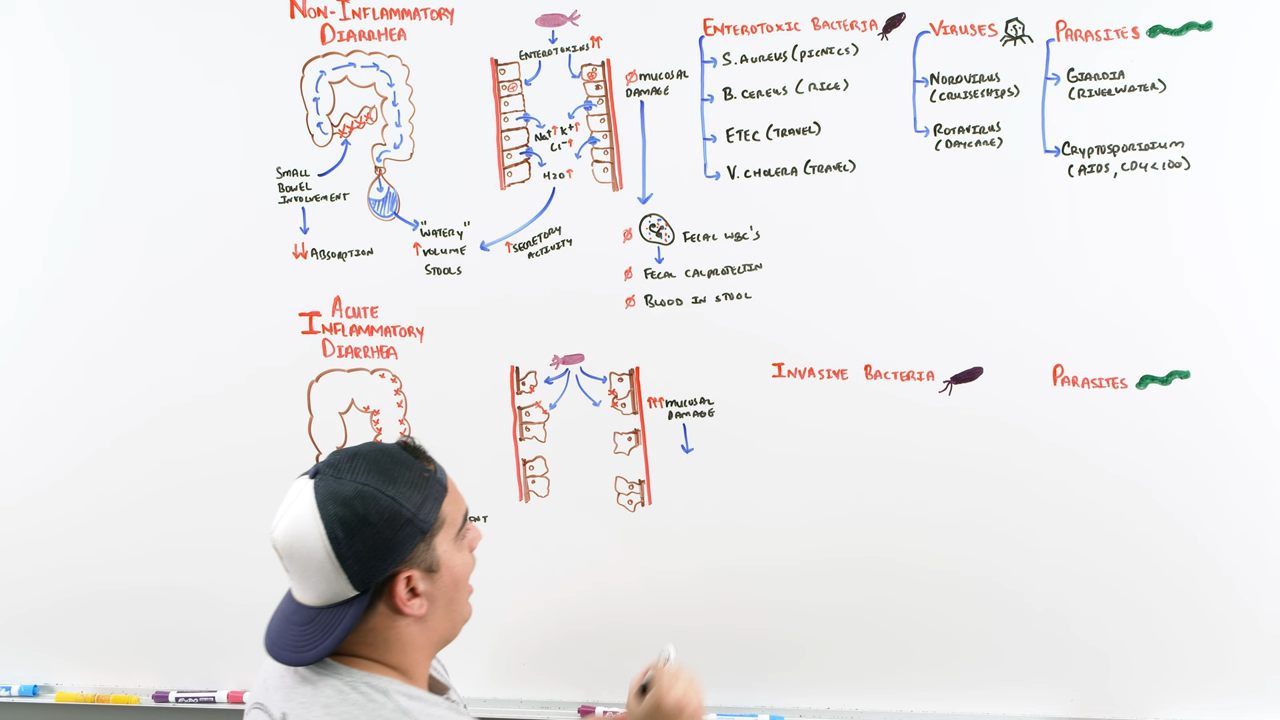 Non-Inflammatory
Diarrhea
Small
Bowel
Involvement
↓↓ Absorption
"Watery"
↑ Volume
Stools
Enterotoxins ↑↑
Na+↑ K+↑
Cl-↑
H2O↑
↑Secretory
Activity
Ø Mucosal
Damage
Ø Fecal WBC's
Ø Fecal Calprotectin
Ø Blood in Stool
Enterotoxic Bacteria
S. Aureus (Picnics)
B. Cereus (Rice)
ETEC (Travel)
V. Cholera (Travel)
Viruses
Norovirus
(Cruiseships)
Rotavirus
(Daycare)
Parasites
Giardia
(Riverwater)
Cryptosporidium
(AIDS, CD4<100)
Acute
Inflammatory
Diarrhea
↑↑↑ Mucosal
Damage
Invasive Bacteria
Parasites